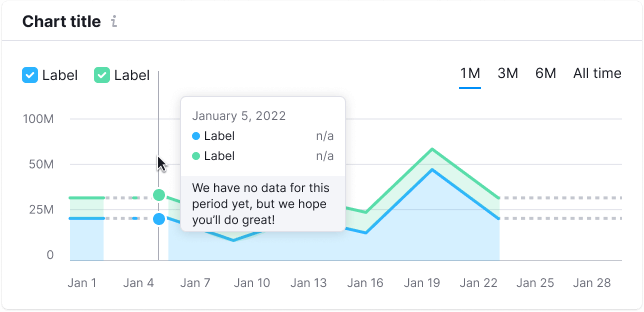 Chart title
Label Label 1M 3M 6M All time
100M
50M
25M
0
January 5, 2022
Label n/a
Label n/a
We have no data for this
period yet, but we hope
you'll do great!
Jan 1 Jan 4 Jan 7 Jan 10 Jan 13 Jan 16 Jan 19 Jan 22 Jan 25 Jan 28